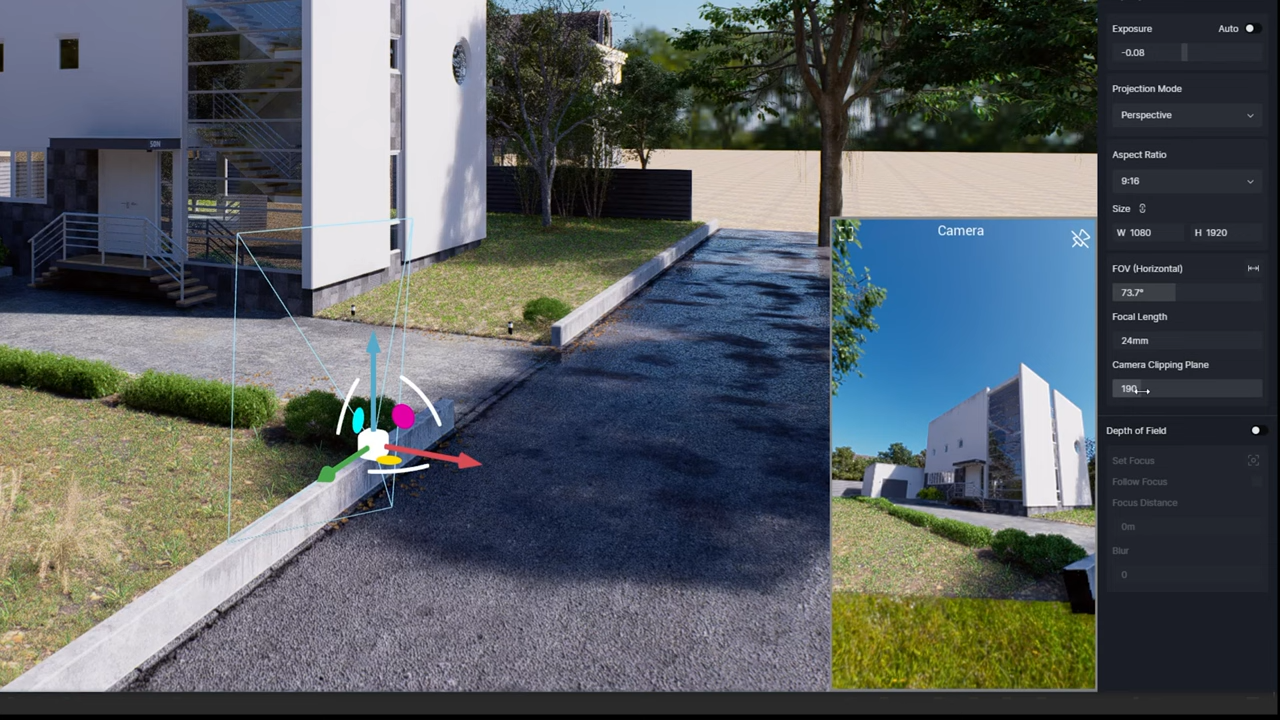 Exposure Auto
-0.08
Projection Mode
Perspective
Aspect Ratio
9:16
Size
W 1080 H 1920
FOV (Horizontal)
73.7°
Focal Length
24mm
Camera Clipping Plane
190
Depth of Field
Set Focus
Follow Focus
Focus Distance
0m
Blur
0
Camera